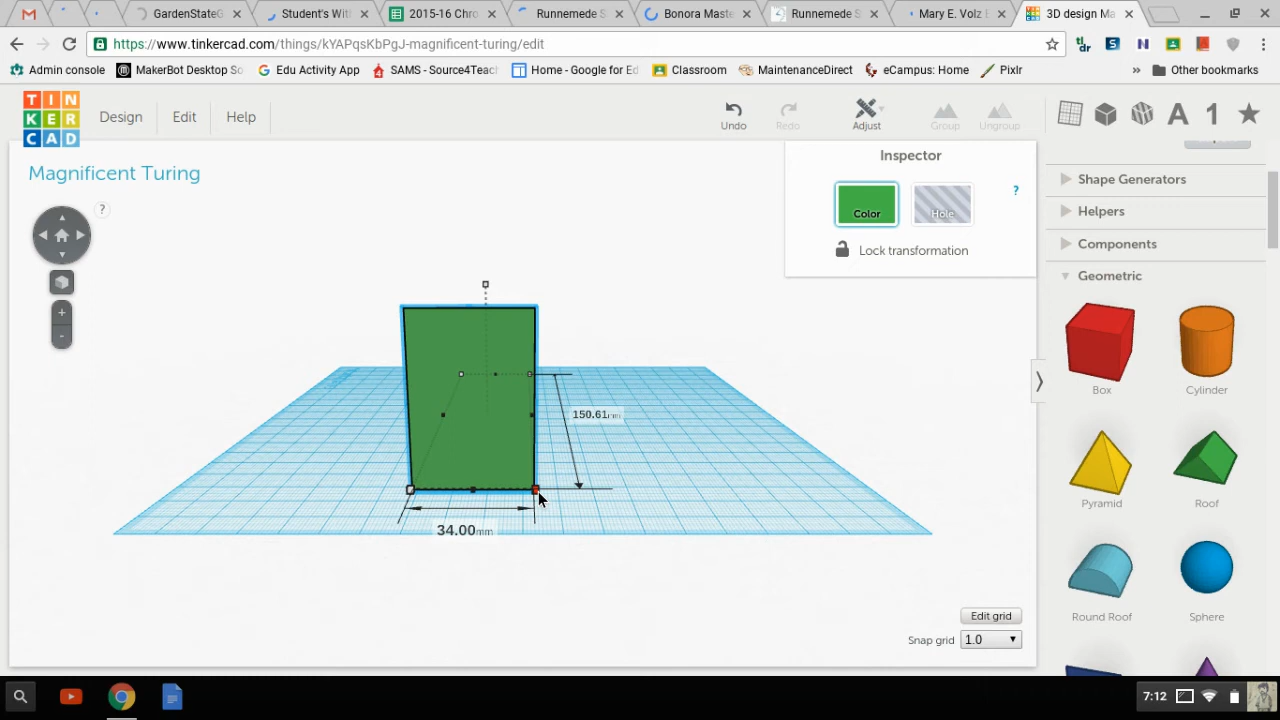 GardenStateG
Student's Wit
2015-16 Chro
Runnemede S
Bonora Maste
Runnemede S
Mary E. Volz E
3D design Ma
https://www.tinkercad.com/things/kYAPqsKbPgJ-magnificent-turing/edit
tl;dr
S
N
Admin console
MakerBot Desktop So
Edu Activity App
SAMS - Source4Teach
Home - Google for Ed
Classroom
MaintenanceDirect
eCampus: Home
Pixlr
» Other bookmarks
TIN
KER
CAD
Design
Edit
Help
Undo
Redo
Adjust
Group
Ungroup
A
1
Magnificent Turing
?
+
-
Inspector
Color
Hole
?
Lock transformation
150.61mm
34.00mm
Edit grid
Snap grid 1.0
Shape Generators
Helpers
Components
Geometric
Box
Cylinder
Pyramid
Roof
Round Roof
Sphere
7:12